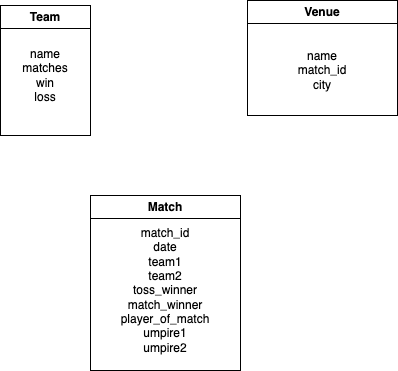 Team
name
matches
win
loss
Venue
name
match_id
city
Match
match_id
date
team1
team2
toss_winner
match_winner
player_of_match
umpire1
umpire2